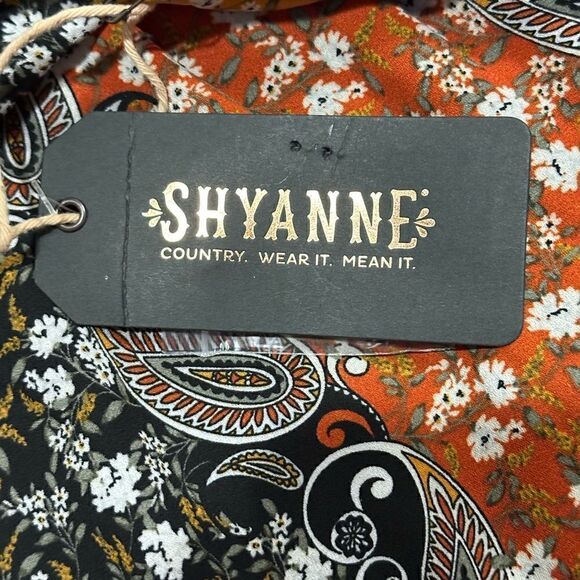 SHYANNE®
COUNTRY. WEAR IT. MEAN IT.